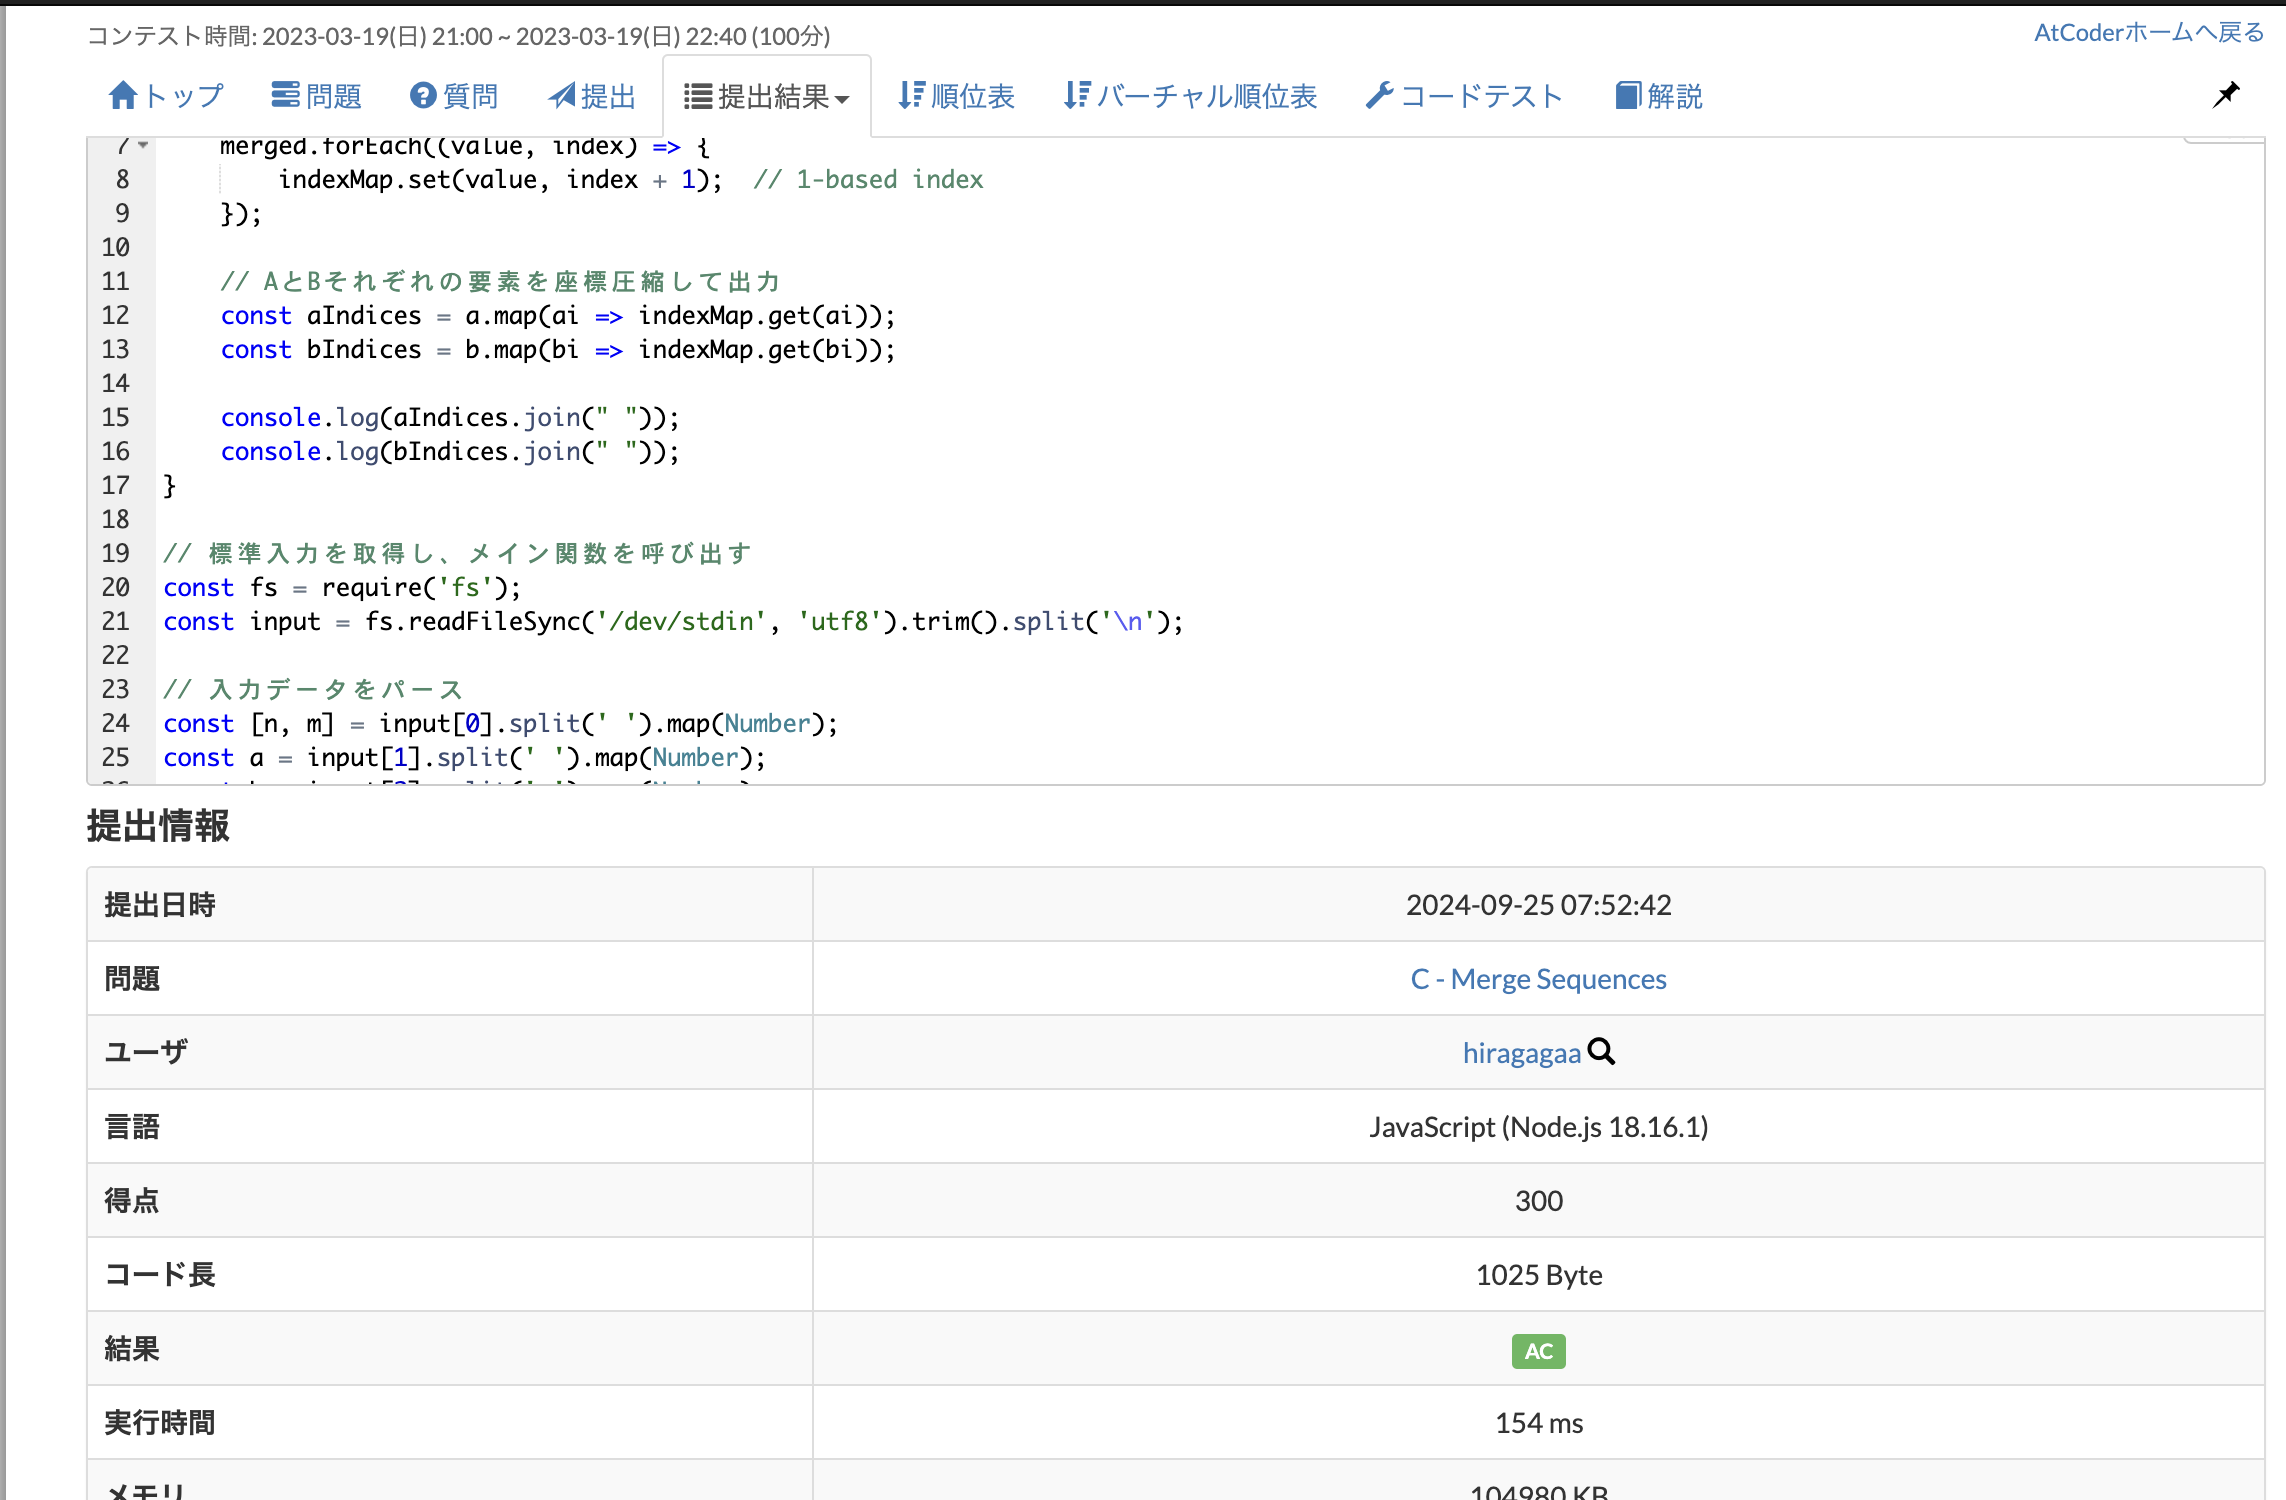 コンテスト時間: 2023-03-19(日) 21:00 ~ 2023-03-19(日) 22:40 (100分)
AtCoderホームへ戻る
トップ 問題 質問 提出 提出結果 順位表 バーチャル順位表 コードテスト 解説
7 merged.forEach((value, index) => {
8 indexMap.set(value, index + 1); // 1-based index
9 });
10
11 // AとBそれぞれの要素を座標圧縮して出力
12 const aIndices = a.map(ai => indexMap.get(ai));
13 const bIndices = b.map(bi => indexMap.get(bi));
14
15 console.log(aIndices.join(" "));
16 console.log(bIndices.join(" "));
17 }
18
19 // 標準入力を取得し、メイン関数を呼び出す
20 const fs = require('fs');
21 const input = fs.readFileSync('/dev/stdin', 'utf8').trim().split('\n');
22
23 // 入力データをパース
24 const [n, m] = input[0].split(' ').map(Number);
25 const a = input[1].split(' ').map(Number);
提出情報
提出日時 2024-09-25 07:52:42
問題 C - Merge Sequences
ユーザ hiragagaa
言語 JavaScript (Node.js 18.16.1)
得点 300
コード長 1025 Byte
結果 AC
実行時間 154 ms
メモリ 104980 KB